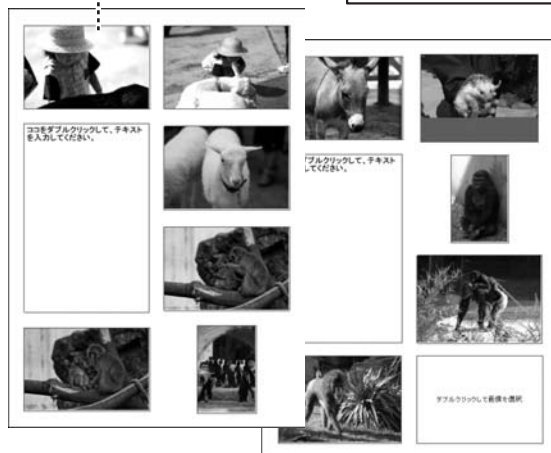 ココをダブルクリックして、テキスト
を入力してください。
ブルクリックして、テキスト
してください。
ダブルクリックして画像を選択